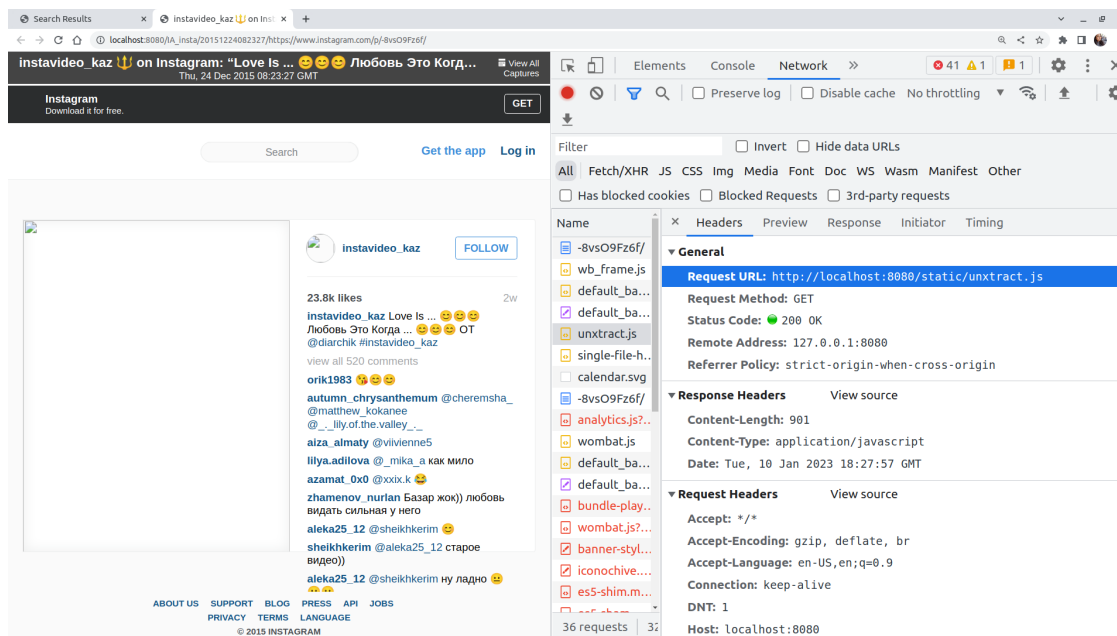 Search Results
instavideo_kaz 🔱 on Inst
localhost:8080/IA_insta/20151224082327/https://www.instagram.com/p/-8vsO9Fz6f/
instavideo_kaz 🔱 on Instagram: “Love Is ... 😊😊😊 Любовь Это Когд...
Thu, 24 Dec 2015 08:23:27 GMT
View All
Captures
Instagram
Download it for free.
GET
Search
Get the app
Log in
instavideo_kaz
FOLLOW
23.8k likes
2w
instavideo_kaz Love Is ... 😊😊😊
Любовь Это Когда ... 😊😊😊 ОТ
@diarchik #instavideo_kaz
view all 520 comments
orik1983 😘😊😊
autumn_chrysanthemum @cheremsha_
@matthew_kokanee
@_._lily.of.the.valley_._
aiza_almaty @viivienne5
lilya.adilova @_mika_a как мило
azamat_0x0 @xxix.k 😂
zhamenov_nurlan Базар жок)) любовь
видать сильная у него
aleka25_12 @sheikhkerim 😊
sheikhkerim @aleka25_12 старое
видео))
aleka25_12 @sheikhkerim ну ладно 😐
ABOUT US SUPPORT BLOG PRESS API JOBS
PRIVACY TERMS LANGUAGE
© 2015 INSTAGRAM
Elements Console Network » 41 1 1
Preserve log Disable cache No throttling
Filter Invert Hide data URLs
All Fetch/XHR JS CSS Img Media Font Doc WS Wasm Manifest Other
Has blocked cookies Blocked Requests 3rd-party requests
Name
-8vsO9Fz6f/
wb_frame.js
default_ba...
default_ba...
unxtract.js
single-file-h...
calendar.svg
-8vsO9Fz6f/
analytics.js?...
wombat.js
default_ba...
default_ba...
bundle-play...
wombat.js?...
banner-styl...
iconochive....
es5-shim.m...
36 requests
Headers Preview Response Initiator Timing
General
Request URL: http://localhost:8080/static/unxtract.js
Request Method: GET
Status Code: 200 OK
Remote Address: 127.0.0.1:8080
Referrer Policy: strict-origin-when-cross-origin
Response Headers View source
Content-Length: 901
Content-Type: application/javascript
Date: Tue, 10 Jan 2023 18:27:57 GMT
Request Headers View source
Accept: */*
Accept-Encoding: gzip, deflate, br
Accept-Language: en-US,en;q=0.9
Connection: keep-alive
DNT: 1
Host: localhost:8080